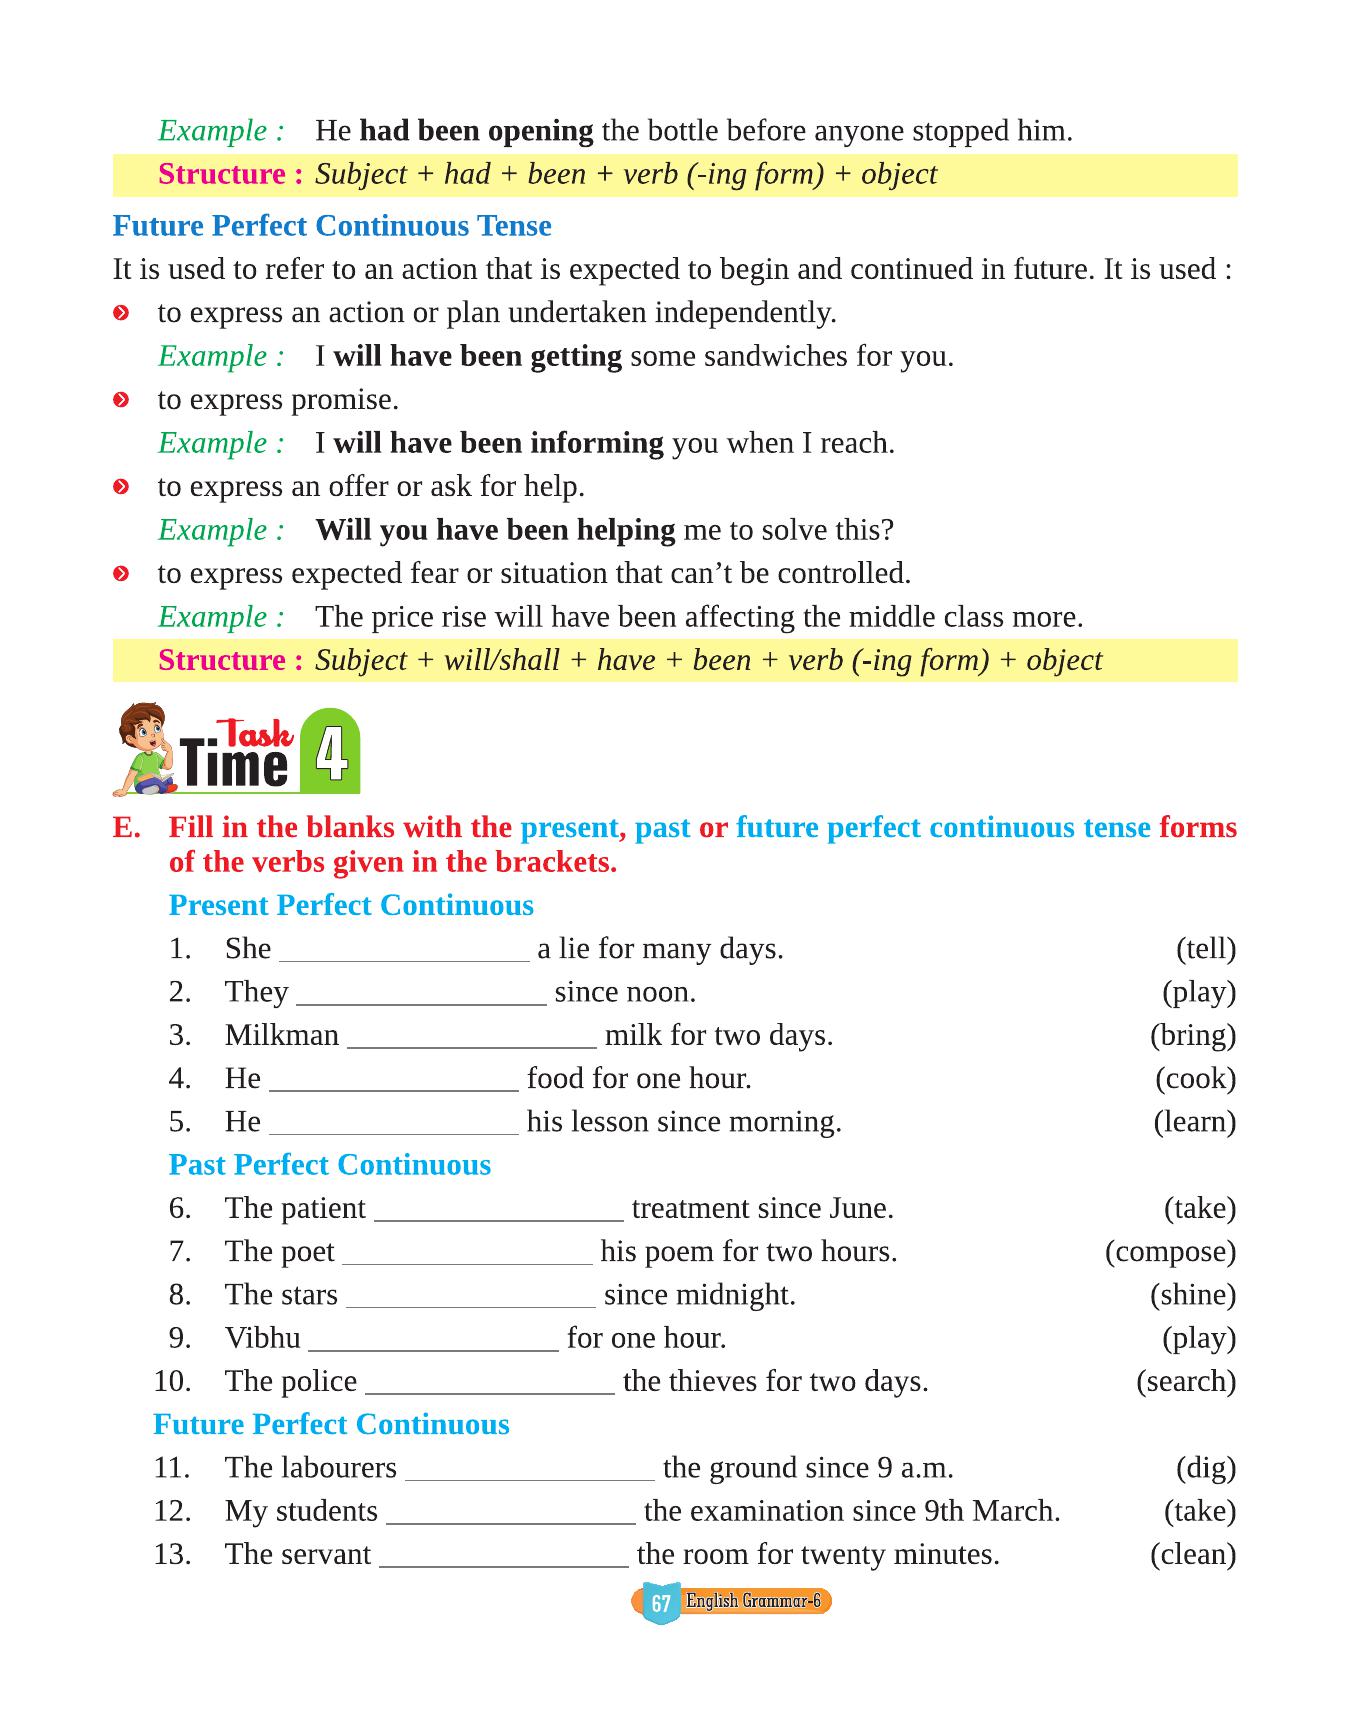 Example : He had been opening the bottle before anyone stopped him.
Structure : Subject + had + been + verb (-ing form) + object
Future Perfect Continuous Tense
It is used to refer to an action that is expected to begin and continued in future. It is used :
to express an action or plan undertaken independently.
Example : I will have been getting some sandwiches for you.
to express promise.
Example : I will have been informing you when I reach.
to express an offer or ask for help.
Example : Will you have been helping me to solve this?
to express expected fear or situation that can’t be controlled.
Example : The price rise will have been affecting the middle class more.
Structure : Subject + will/shall + have + been + verb (-ing form) + object
Task
Time 4
E. Fill in the blanks with the present, past or future perfect continuous tense forms
of the verbs given in the brackets.
Present Perfect Continuous
1. She ________________ a lie for many days. (tell)
2. They ________________ since noon. (play)
3. Milkman ________________ milk for two days. (bring)
4. He ________________ food for one hour. (cook)
5. He ________________ his lesson since morning. (learn)
Past Perfect Continuous
6. The patient ________________ treatment since June. (take)
7. The poet ________________ his poem for two hours. (compose)
8. The stars ________________ since midnight. (shine)
9. Vibhu ________________ for one hour. (play)
10. The police ________________ the thieves for two days. (search)
Future Perfect Continuous
11. The labourers ________________ the ground since 9 a.m. (dig)
12. My students ________________ the examination since 9th March. (take)
13. The servant ________________ the room for twenty minutes. (clean)
67 English Grammar-6